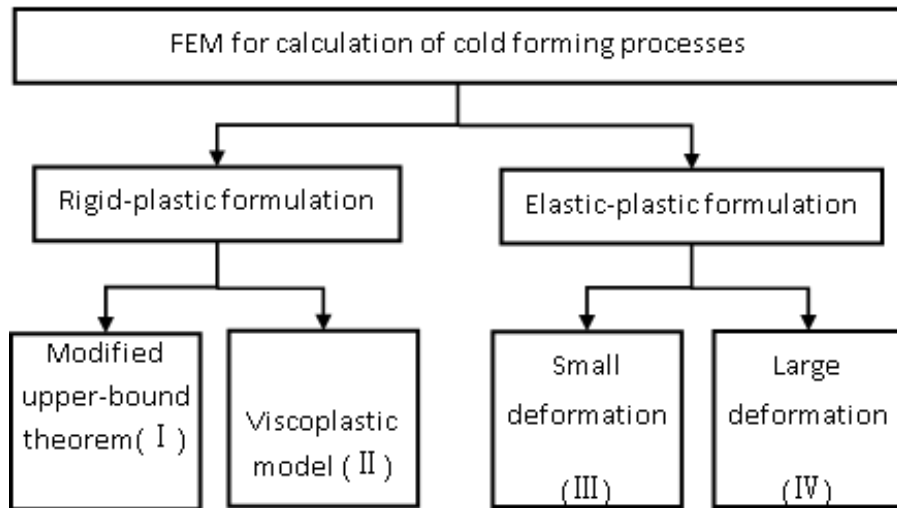 FEM for calculation of cold forming processes
Rigid-plastic formulation
Elastic-plastic formulation
Modified
upper-bound
theorem( Ⅰ )
Viscoplastic
model ( Ⅱ )
Small
deformation
(Ⅲ)
Large
deformation
(Ⅳ)